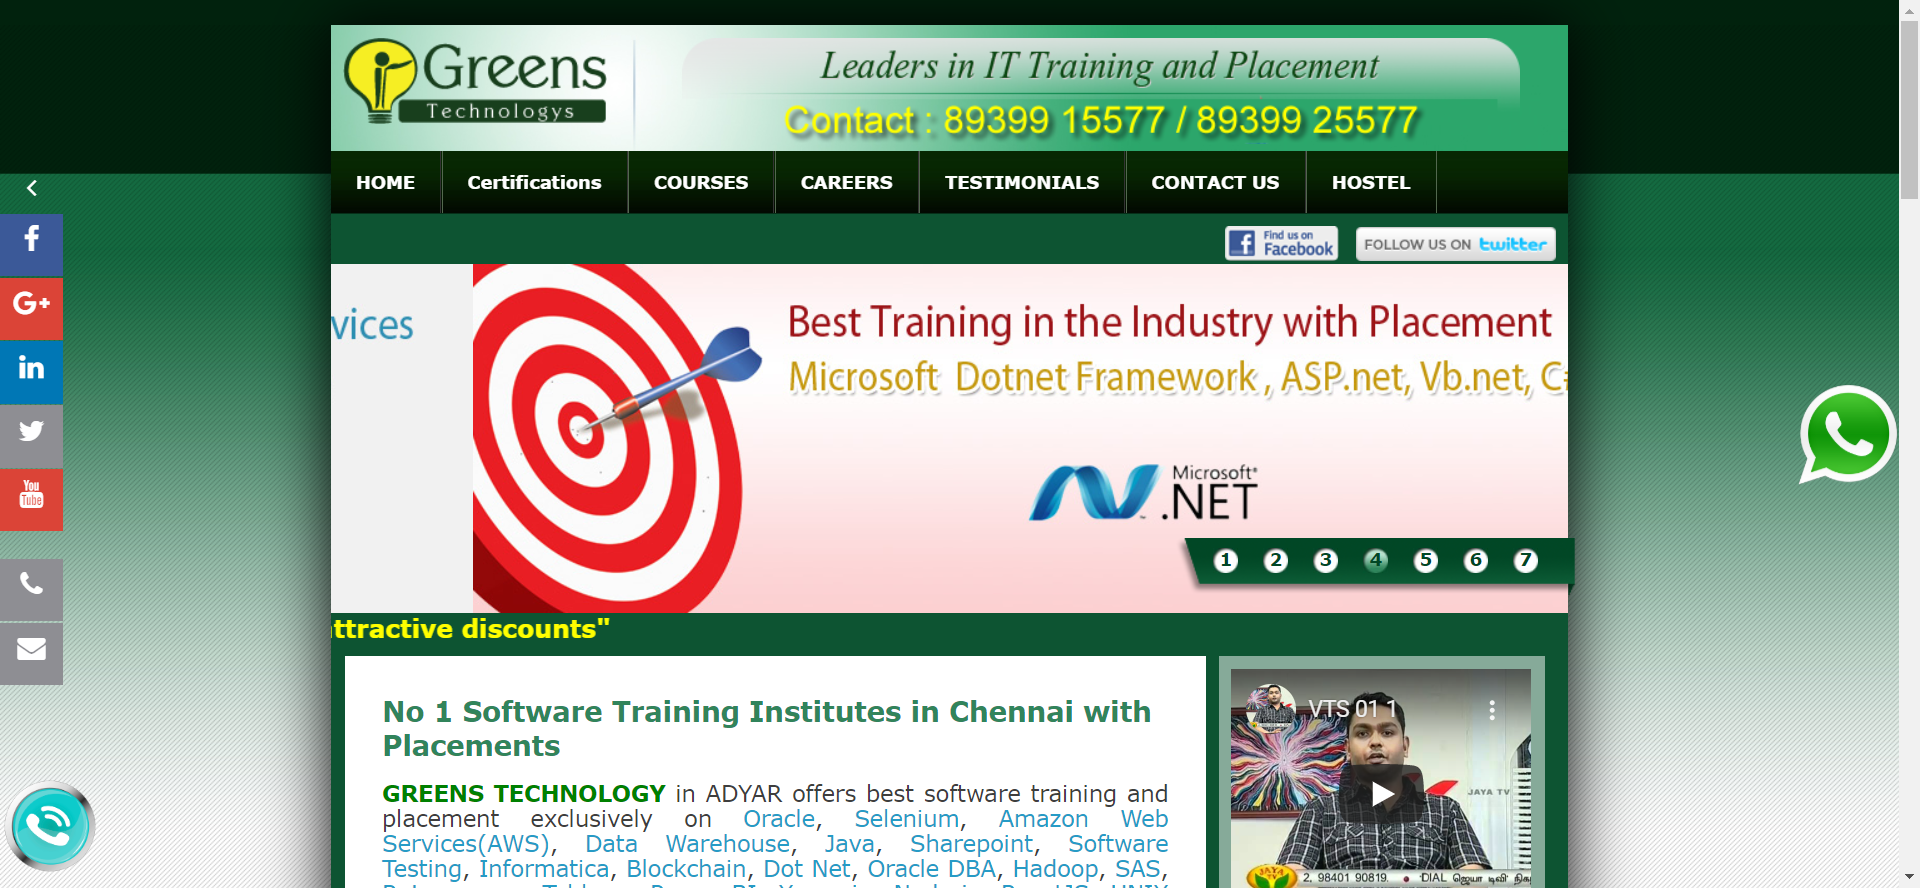 Greens
Technologys
Leaders in IT Training and Placement
Contact : 89399 15577 / 89399 25577
HOME
Certifications
COURSES
CAREERS
TESTIMONIALS
CONTACT US
HOSTEL
Find us on
Facebook
FOLLOW US ON twitter
vices
Best Training in the Industry with Placement
Microsoft Dotnet Framework , ASP.net, Vb.net, C#
Microsoft
.NET
1 2 3 4 5 6 7
ttractive discounts"
You
Tube
No 1 Software Training Institutes in Chennai with
Placements
GREENS TECHNOLOGY in ADYAR offers best software training and
placement exclusively on Oracle, Selenium, Amazon Web
Services(AWS), Data Warehouse, Java, Sharepoint, Software
Testing, Informatica, Blockchain, Dot Net, Oracle DBA, Hadoop, SAS,
VTS 01 1
JAYA TV
JAYA
TV
2, 98401 90819. • 'DIAL ஜெயா டிவி'